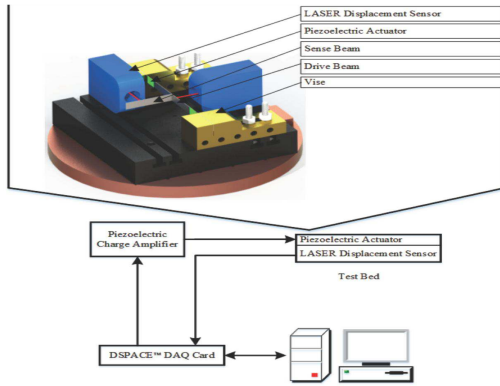 LASER Displacement Sensor
Piezoelectric Actuator
Sense Beam
Drive Beam
Vise
Piezoelectric
Charge Amplifier
Piezoelectric Actuator
LASER Displacement Sensor
Test Bed
DSPACE™ DAQ Card